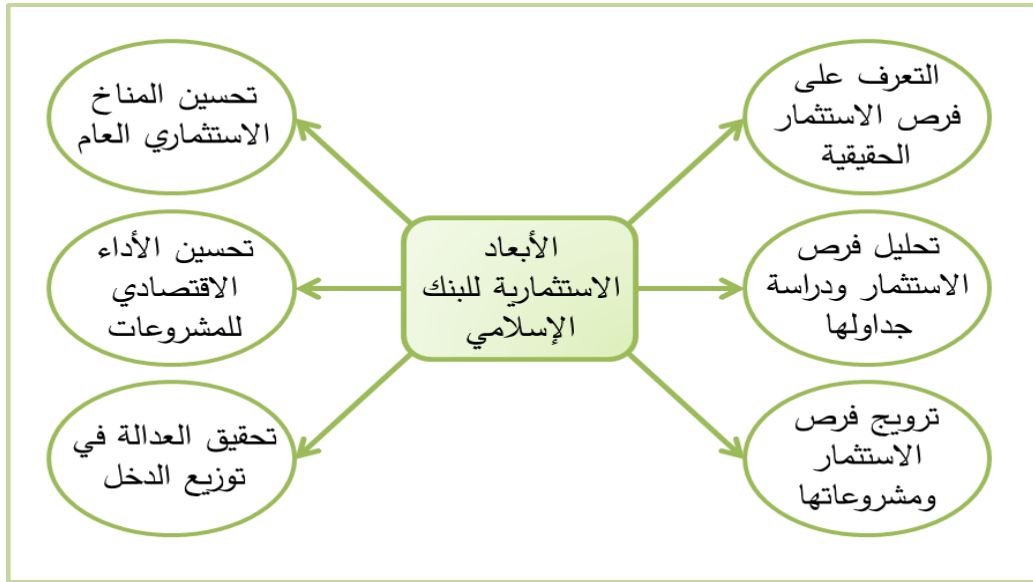 الأبعاد
الاستثمارية للبنك
الإسلامي
التعرف على
فرص الاستثمار
الحقيقية
تحليل فرص
الاستثمار ودراسة
جداولها
ترويج فرص
الاستثمار
ومشروعاتها
تحسين المناخ
الاستثماري العام
تحسين الأداء
الاقتصادي
للمشروعات
تحقيق العدالة في
توزيع الدخل